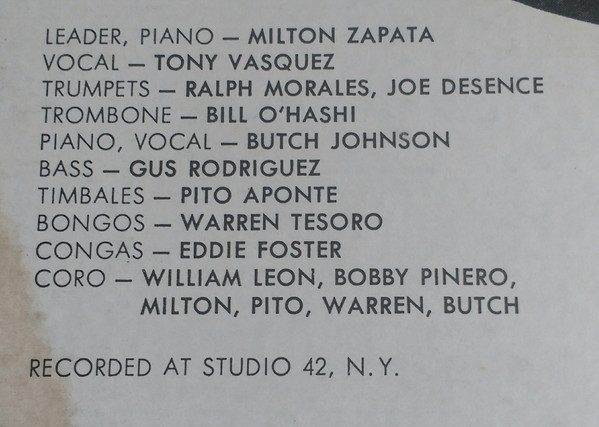 LEADER, PIANO – MILTON ZAPATA
VOCAL – TONY VASQUEZ
TRUMPETS – RALPH MORALES, JOE DESENCE
TROMBONE – BILL O'HASHI
PIANO, VOCAL – BUTCH JOHNSON
BASS – GUS RODRIGUEZ
TIMBALES – PITO APONTE
BONGOS – WARREN TESORO
CONGAS – EDDIE FOSTER
CORO – WILLIAM LEON, BOBBY PINERO,
MILTON, PITO, WARREN, BUTCH
RECORDED AT STUDIO 42, N.Y.